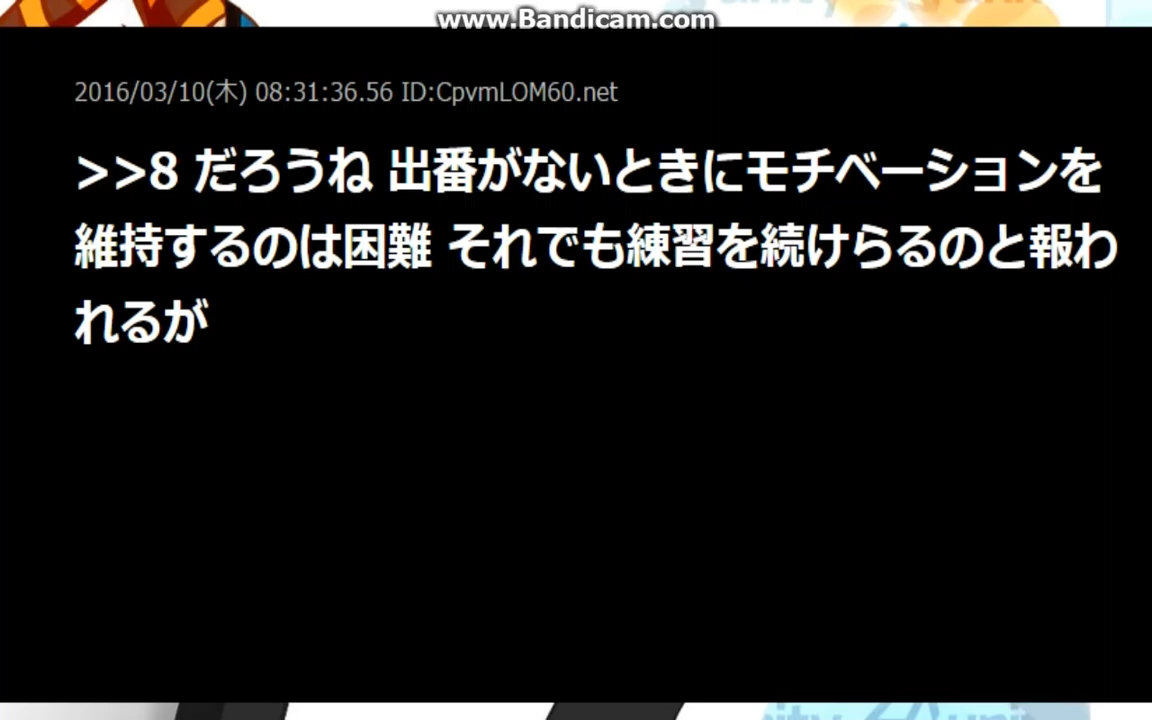 www.Bandicam.com
2016/03/10(木) 08:31:36.56 ID:CpvmLOM60.net
>>8 だろうね 出番がないときにモチベーションを
維持するのは困難 それでも練習を続けらるのと報わ
れるが